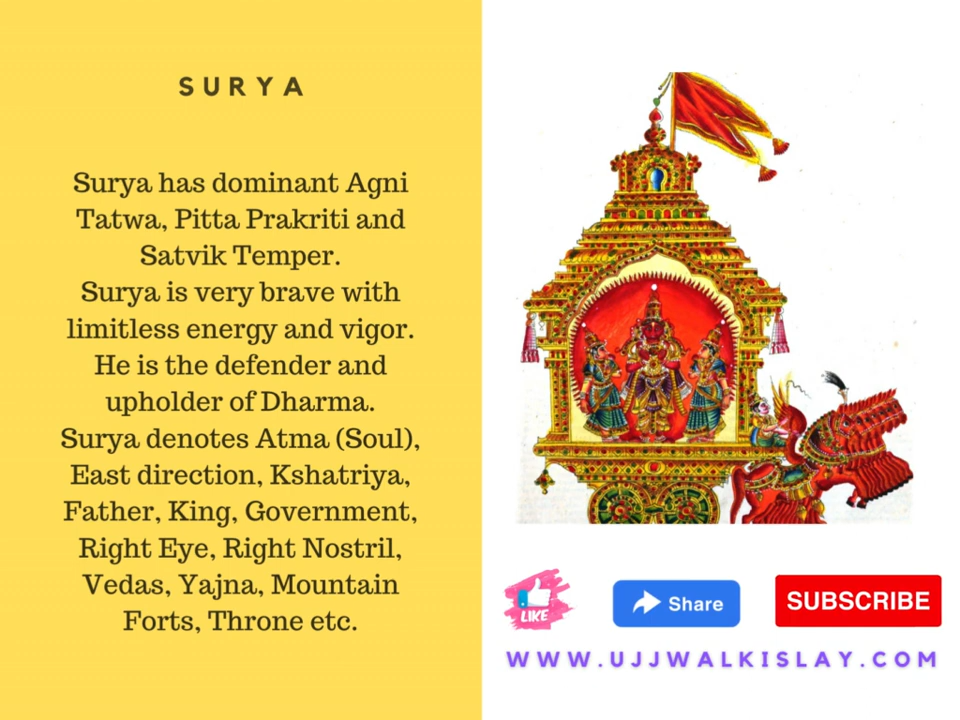 SURYA
Surya has dominant Agni
Tatwa, Pitta Prakriti and
Satvik Temper.
Surya is very brave with
limitless energy and vigor.
He is the defender and
upholder of Dharma.
Surya denotes Atma (Soul),
East direction, Kshatriya,
Father, King, Government,
Right Eye, Right Nostril,
Vedas, Yajna, Mountain
Forts, Throne etc.
LIKE
Share
SUBSCRIBE
WWW.UJJWALKISLAY.COM